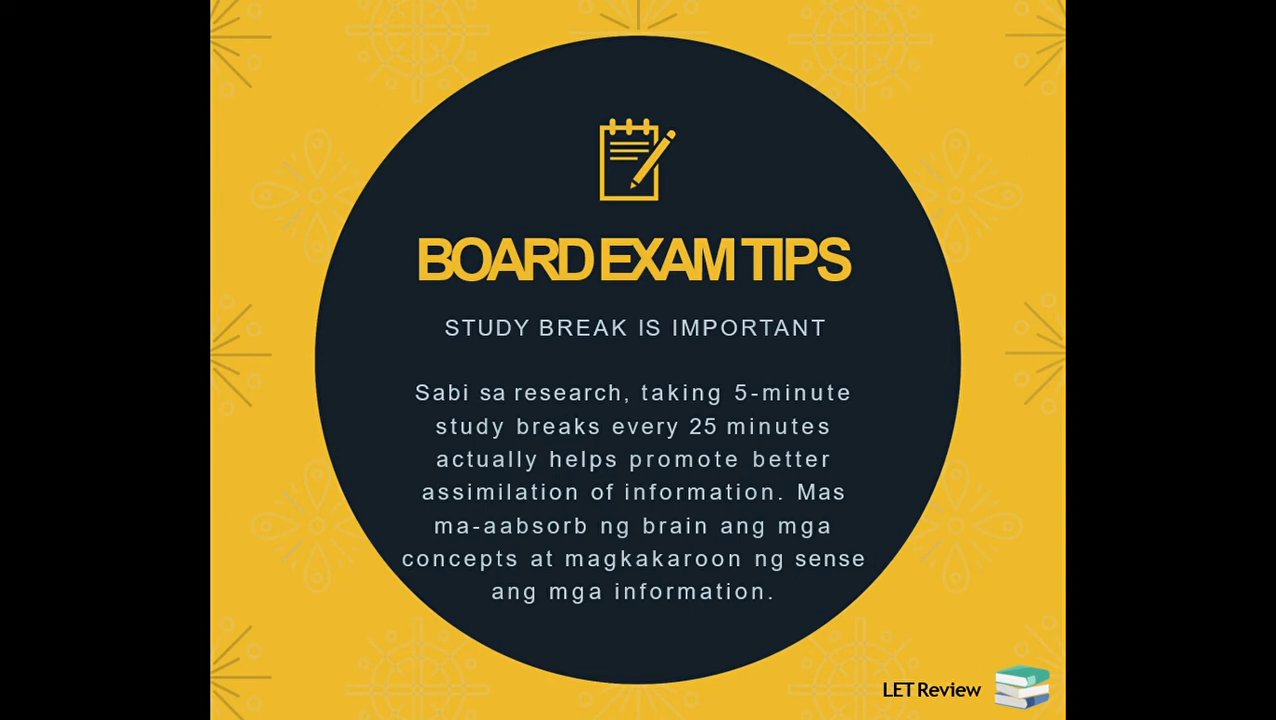 BOARD EXAM TIPS
STUDY BREAK IS IMPORTANT
Sabi sa research, taking 5-minute
study breaks every 25 minutes
actually helps promote better
assimilation of information. Mas
ma-aabsorb ng brain ang mga
concepts at magkakaroon ng sense
ang mga information.
LET Review